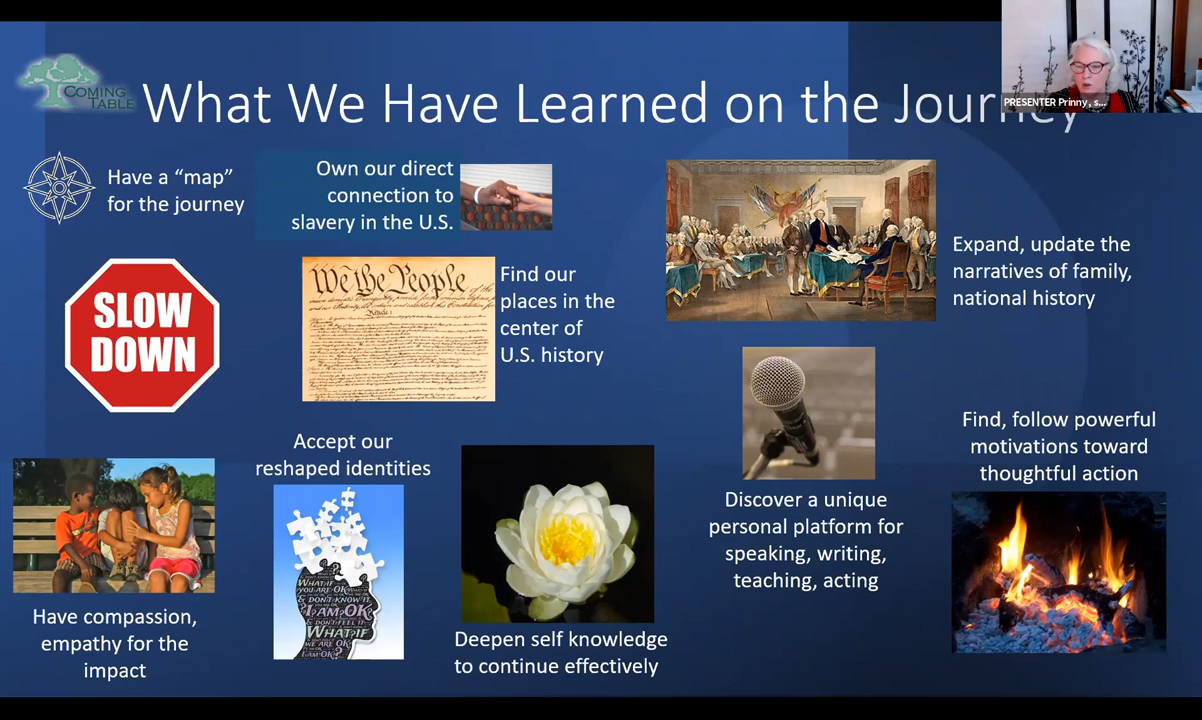 COMING
TABLE
What We Have Learned on the Journey
PRESENTER Prinny, s...
Have a “map”
for the journey
Own our direct
connection to
slavery in the U.S.
Expand, update the
narratives of family,
national history
SLOW
DOWN
We the People
Article I
Find our
places in the
center of
U.S. history
Find, follow powerful
motivations toward
thoughtful action
Accept our
reshaped identities
WHAT IF
YOU ARE OK
& DON'T KNOW IT
I AM OK?
& DON'T FEEL IT
WHAT IF
WE ARE OK
I AM OK?
Discover a unique
personal platform for
speaking, writing,
teaching, acting
Have compassion,
empathy for the
impact
Deepen self knowledge
to continue effectively